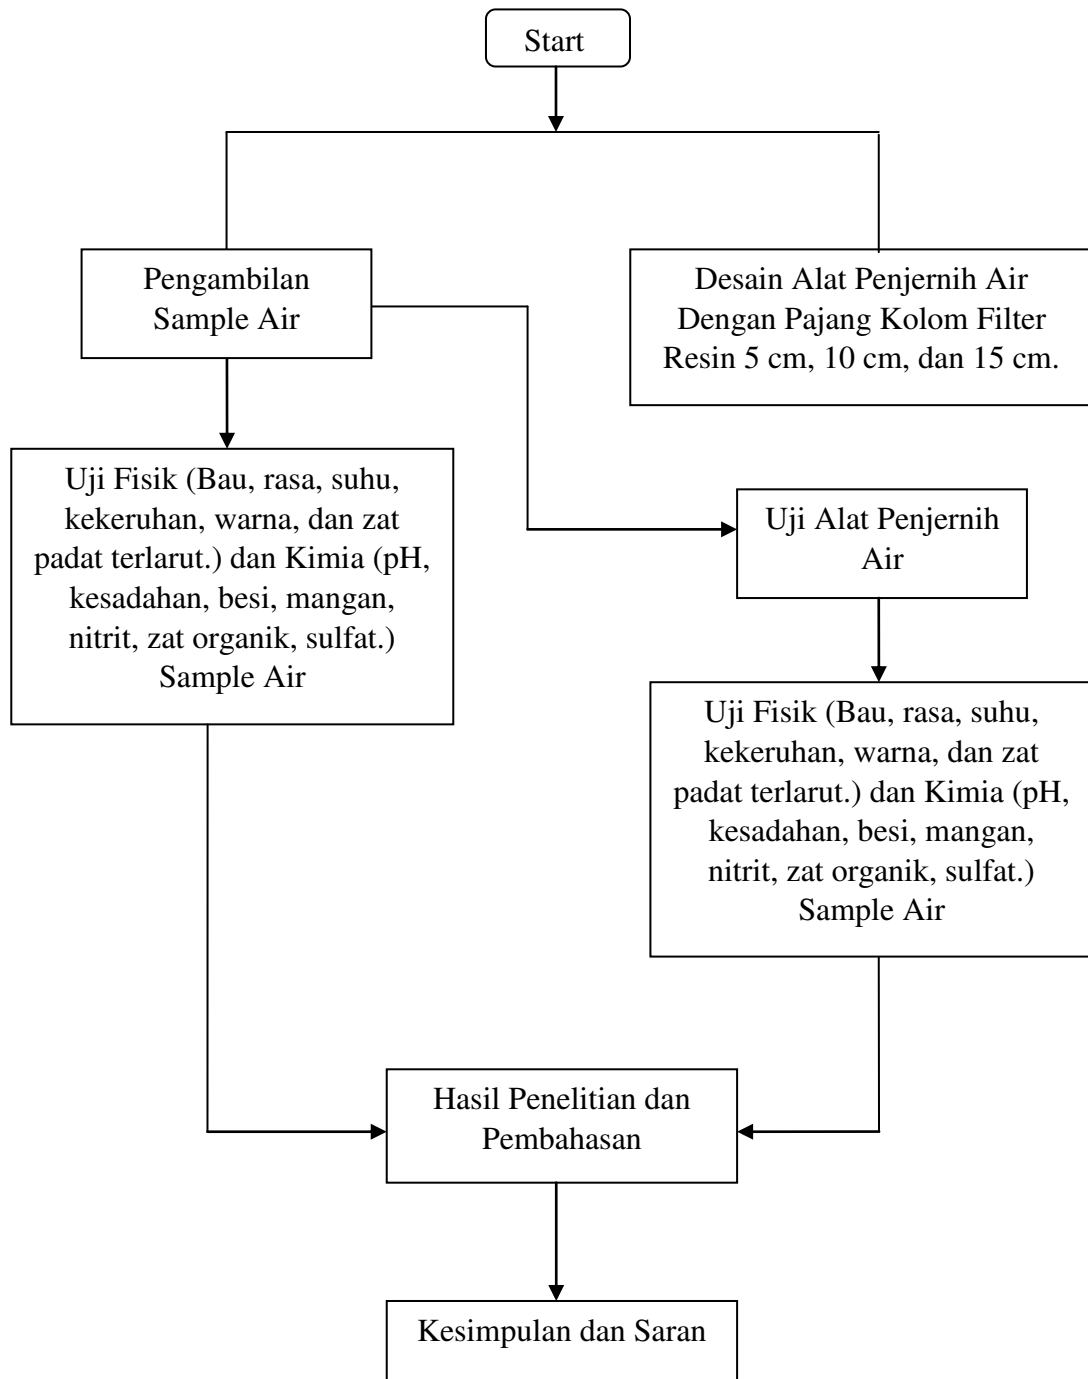 Start
Pengambilan
Sample Air
Desain Alat Penjernih Air
Dengan Pajang Kolom Filter
Resin 5 cm, 10 cm, dan 15 cm.
Uji Fisik (Bau, rasa, suhu,
kekeruhan, warna, dan zat
padat terlarut.) dan Kimia (pH,
kesadahan, besi, mangan,
nitrit, zat organik, sulfat.)
Sample Air
Uji Alat Penjernih
Air
Uji Fisik (Bau, rasa, suhu,
kekeruhan, warna, dan zat
padat terlarut.) dan Kimia (pH,
kesadahan, besi, mangan,
nitrit, zat organik, sulfat.)
Sample Air
Hasil Penelitian dan
Pembahasan
Kesimpulan dan Saran